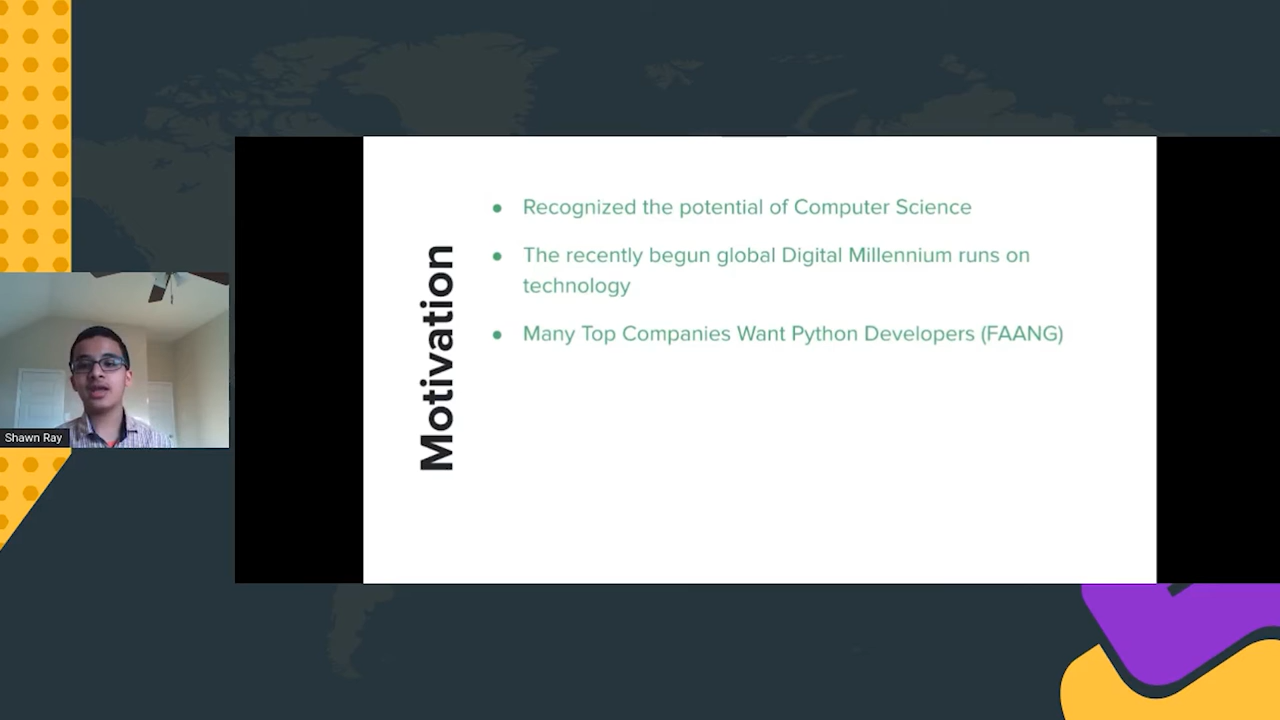 Motivation
● Recognized the potential of Computer Science
● The recently begun global Digital Millennium runs on
technology
● Many Top Companies Want Python Developers (FAANG)
Shawn Ray